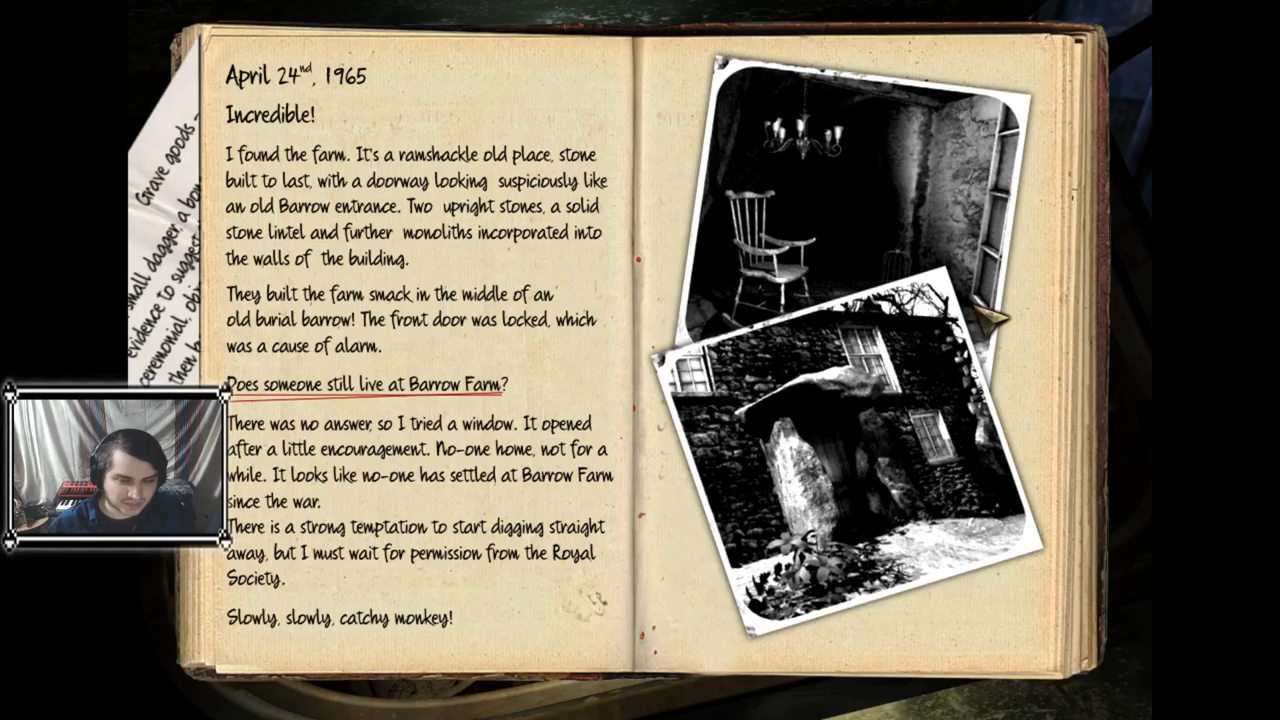 April 24nd, 1965
Incredible!
I found the farm. It's a ramshackle old place, stone
built to last, with a doorway looking suspiciously like
an old Barrow entrance. Two upright stones, a solid
stone lintel and further monoliths incorporated into
the walls of the building.
They built the farm smack in the middle of an
old burial barrow! The front door was locked, which
was a cause of alarm.
Does someone still live at Barrow Farm?
There was no answer, so I tried a window. It opened
after a little encouragement. No-one home, not for a
while. It looks like no-one has settled at Barrow Farm
since the war.
There is a strong temptation to start digging straight
away, but I must wait for permission from the Royal
Society.
Slowly, slowly, catchy monkey!
Grave goods -
small dagger, a
evidence to suggest
ceremonial,
then